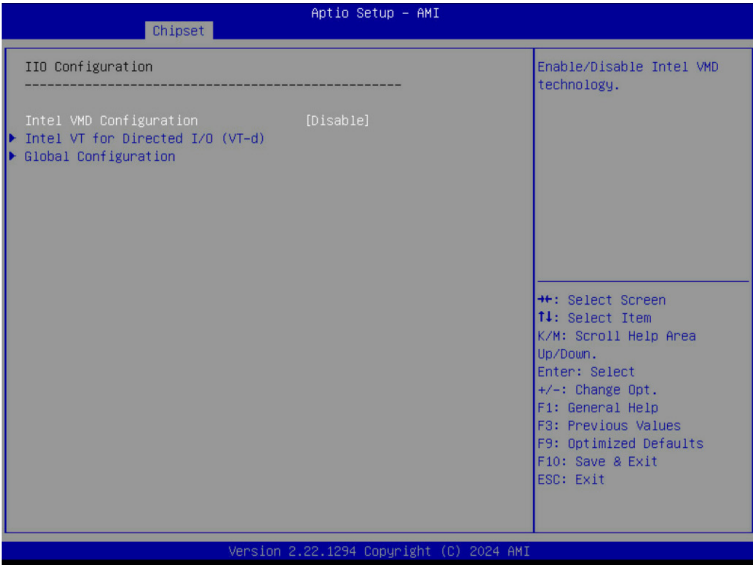 Aptio Setup – AMI
Chipset
IIO Configuration
--------------------------------------------------
Intel VMD Configuration [Disable]
Intel VT for Directed I/O (VT-d)
Global Configuration
Enable/Disable Intel VMD
technology.
→←: Select Screen
↑↓: Select Item
K/M: Scroll Help Area
Up/Down.
Enter: Select
+/-: Change Opt.
F1: General Help
F3: Previous Values
F9: Optimized Defaults
F10: Save & Exit
ESC: Exit
Version 2.22.1294 Copyright (C) 2024 AMI